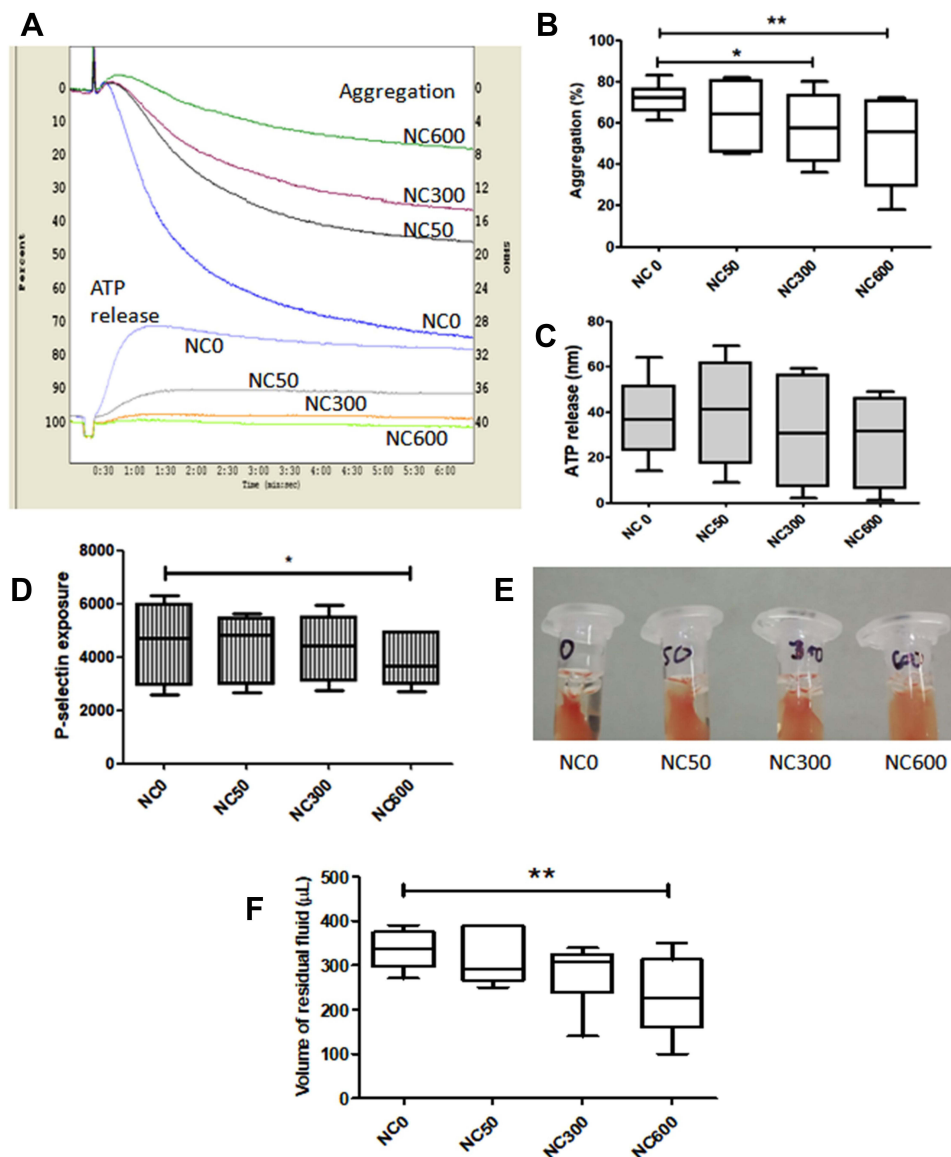 A
Aggregation
NC600
NC300
NC50
NC0
ATP
release
NC0
NC50
NC300
NC600
Percent
0
10
20
30
40
50
60
70
80
90
100
0
4
8
12
16
20
24
28
32
36
40
0:30 1:00 1:30 2:00 2:30 3:00 3:30 4:00 4:30 5:00 5:30 6:00
Time (min:sec)
B
**
*
Aggregation (%)
100
80
60
40
20
0
NC 0 NC50 NC300 NC600
C
ATP release (nm)
80
60
40
20
0
NC 0 NC50 NC300 NC600
D
*
P-selectin exposure
8000
6000
4000
2000
0
NC0 NC50 NC300 NC600
E
0 50 300 600
NC0 NC50 NC300 NC600
F
**
Volume of residual fluid (µL)
500
400
300
200
100
0
NC0 NC50 NC300 NC600